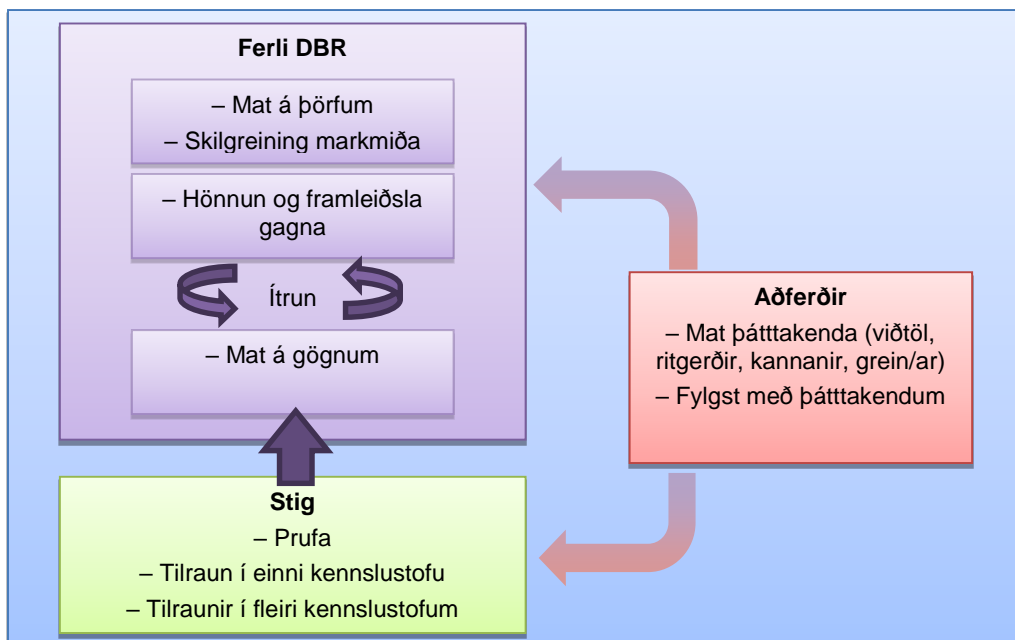 Ferli DBR
– Mat á þörfum
– Skilgreining markmiða
– Hönnun og framleiðsla
gagna
Ítrun
– Mat á gögnum
Aðferðir
– Mat þátttakenda (viðtöl,
ritgerðir, kannanir, grein/ar)
– Fylgst með þátttakendum
Stig
– Prufa
– Tilraun í einni kennslustofu
– Tilraunir í fleiri kennslustofum